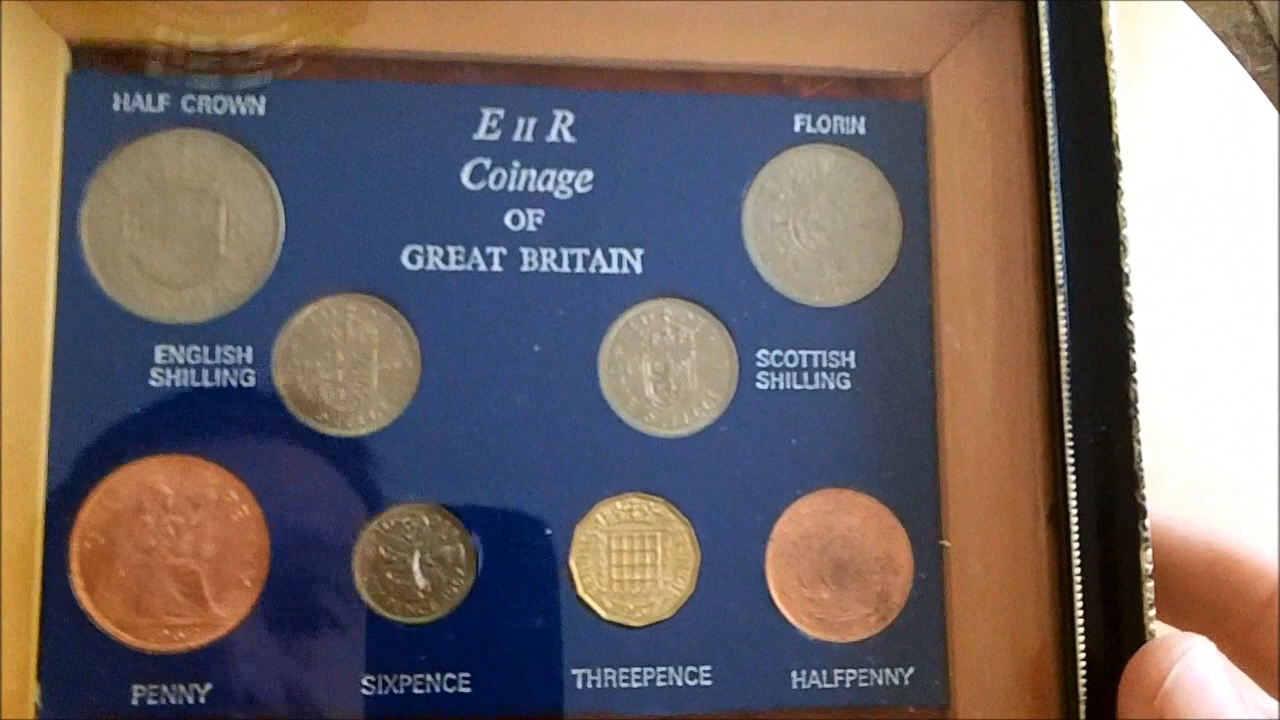 HALF CROWN
E II R
Coinage
OF
GREAT BRITAIN
FLORIN
ENGLISH
SHILLING
SCOTTISH
SHILLING
PENNY
SIXPENCE
THREEPENCE
HALFPENNY